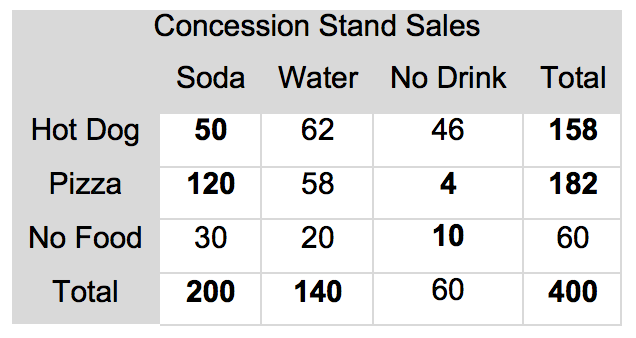 Concession Stand Sales
Soda Water No Drink Total
Hot Dog 50 62 46 158
Pizza 120 58 4 182
No Food 30 20 10 60
Total 200 140 60 400